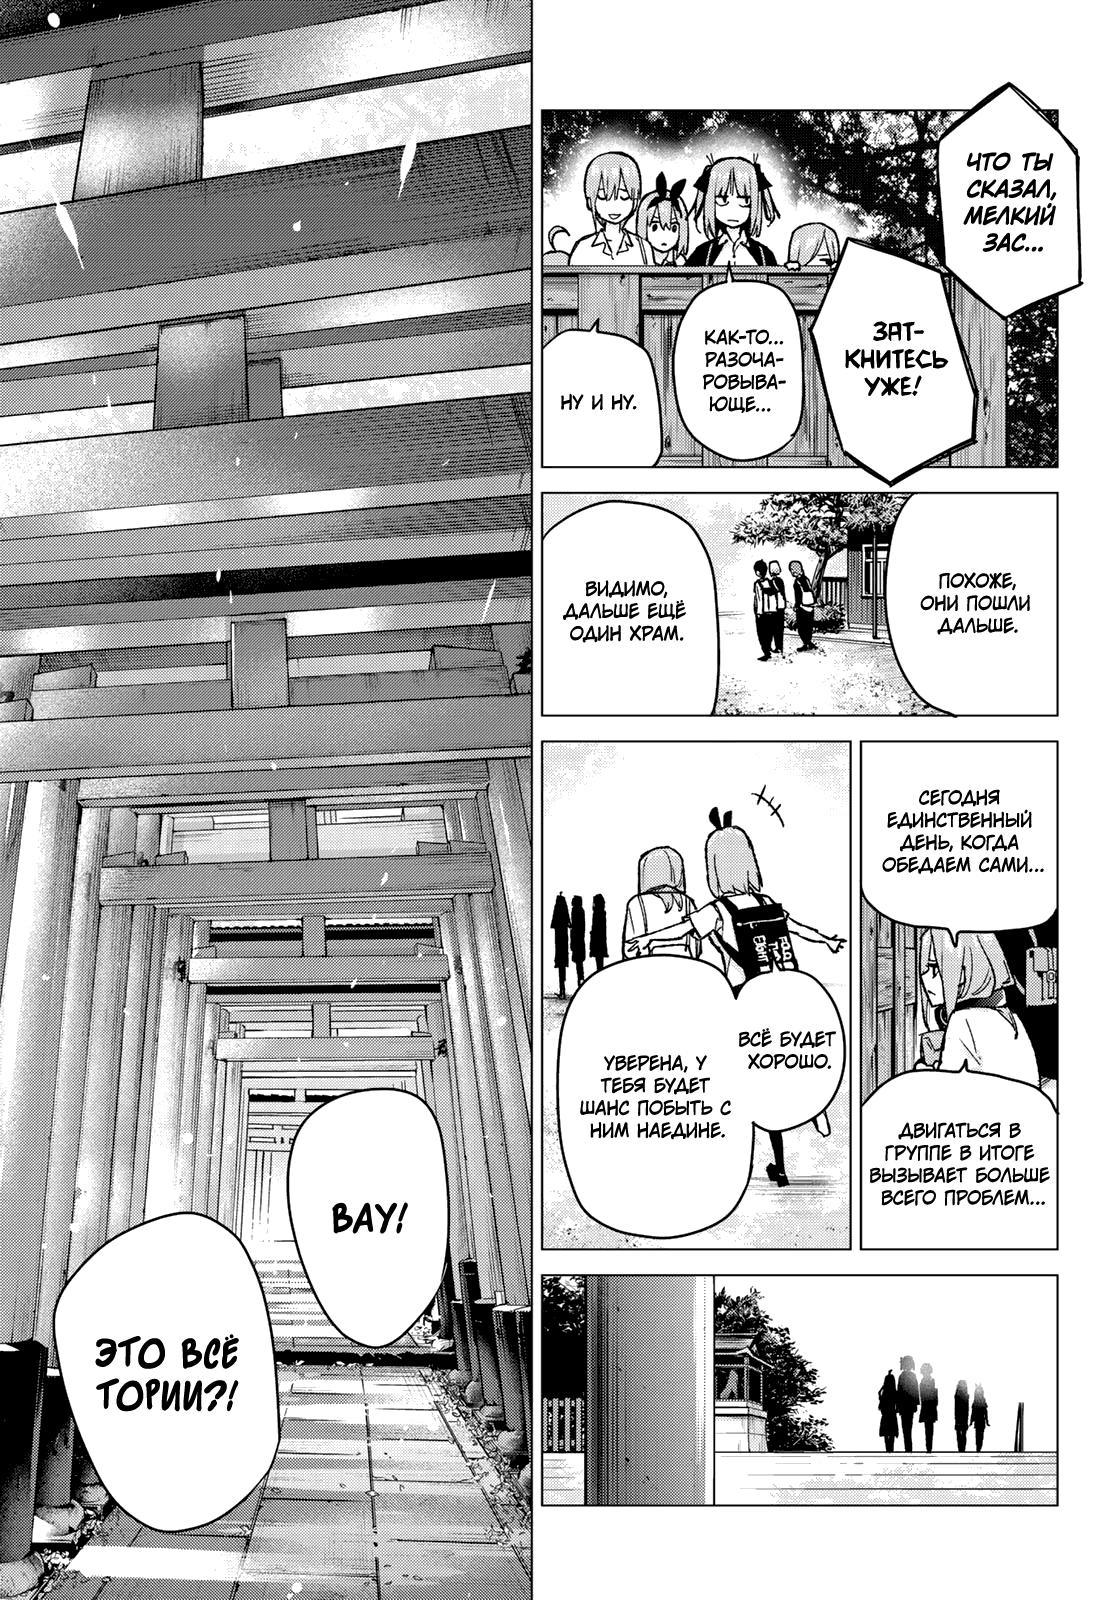 ЧТО ТЫ
СКАЗАЛ,
МЕЛКИЙ
ЗАС...
ЗАТ-
КНИТЕСЬ
УЖЕ!
КАК-ТО...
РАЗОЧА-
РОВЫВА-
ЮЩЕ...
НУ И НУ.
ПОХОЖЕ,
ОНИ ПОШЛИ
ДАЛЬШЕ.
ВИДИМО,
ДАЛЬШЕ ЕЩЁ
ОДИН ХРАМ.
СЕГОДНЯ
ЕДИНСТВЕННЫЙ
ДЕНЬ, КОГДА
ОБЕДАЕМ САМИ...
ДВИГАТЬСЯ В
ГРУППЕ В ИТОГЕ
ВЫЗЫВАЕТ БОЛЬШЕ
ВСЕГО ПРОБЛЕМ...
ВСЁ БУДЕТ
ХОРОШО.
УВЕРЕНА, У
ТЕБЯ БУДЕТ
ШАНС ПОБЫТЬ С
НИМ НАЕДИНЕ.
ВАУ!
ЭТО ВСЁ
ТОРИИ?!